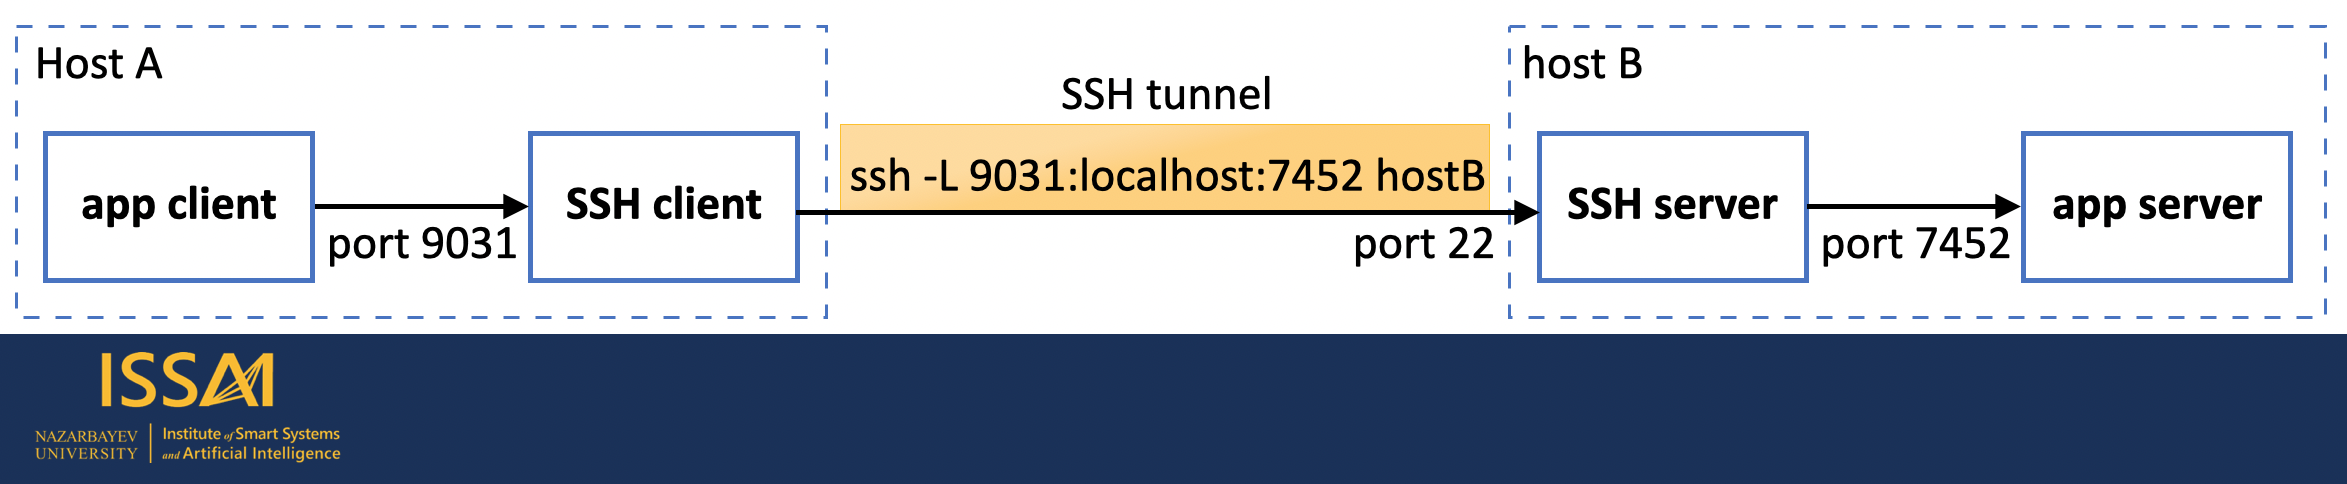 Host A
host B
SSH tunnel
ssh -L 9031:localhost:7452 hostB
app client
SSH client
SSH server
app server
port 9031
port 22
port 7452
ISSAI
NAZARBAYEV
UNIVERSITY
Institute of Smart Systems
and Artificial Intelligence